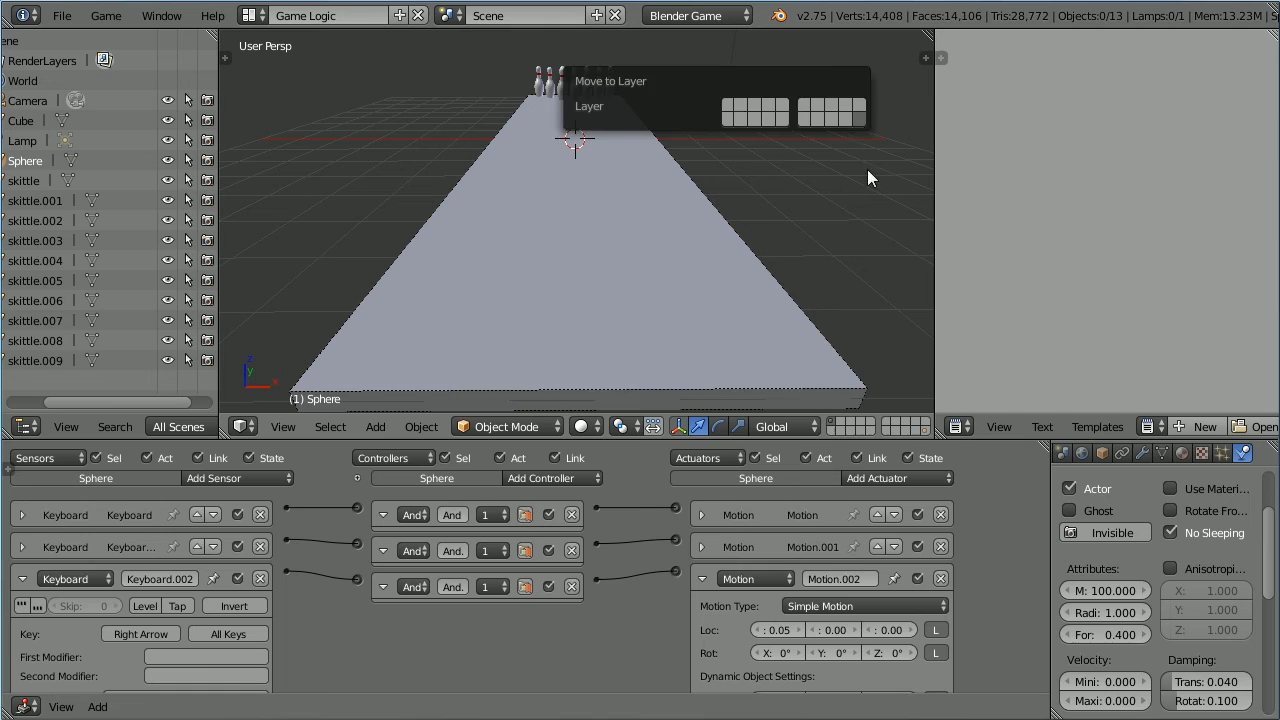 Game Game Window Help Game Logic Scene Blender Game v2.75 | Verts:14,408 | Faces:14,106 | Tris:28,772 | Objects:0/13 | Lamps:0/1 | Mem:13.23M | S
ene
RenderLayers
World
Camera
Cube
Lamp
Sphere
skittle
skittle.001
skittle.002
skittle.003
skittle.004
skittle.005
skittle.006
skittle.007
skittle.008
skittle.009
View Search All Scenes
User Persp
Move to Layer
Layer
z
y
x
(1) Sphere
View Select Add Object Object Mode Global
View Text Templates New Open
Sensors Sel Act Link State
Sphere Add Sensor
Keyboard Keyboard
Keyboard Keyboar...
Keyboard Keyboard.002
Skip: 0 Level Tap Invert
Key: Right Arrow All Keys
First Modifier:
Second Modifier:
Controllers Sel Act Link
Sphere Add Controller
And And 1
And And. 1
And And. 1
Actuators Sel Act Link State
Sphere Add Actuator
Motion Motion
Motion Motion.001
Motion Motion.002
Motion Type: Simple Motion
Loc: : 0.05 : 0.00 : 0.00 L
Rot: X: 0° Y: 0° Z: 0° L
Dynamic Object Settings:
Actor Use Materi...
Ghost Rotate Fro...
Invisible No Sleeping
Attributes: Anisotropi...
M: 100.000 X: 1.000
Radi: 1.000 Y: 1.000
For: 0.400 Z: 1.000
Velocity: Damping:
Mini: 0.000 Trans: 0.040
Maxi: 0.000 Rotat: 0.100
View Add